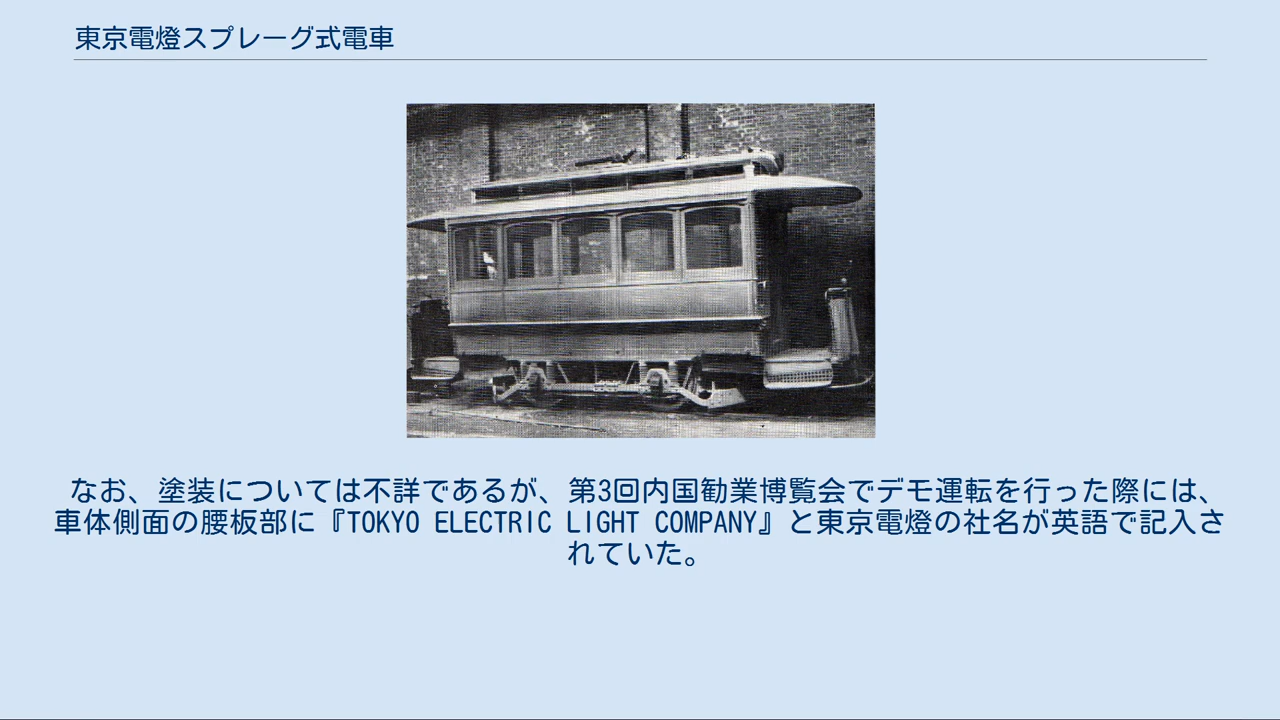 東京電燈スプレーグ式電車
なお、塗装については不詳であるが、第3回内国勧業博覧会でデモ運転を行った際には、
車体側面の腰板部に『TOKYO ELECTRIC LIGHT COMPANY』と東京電燈の社名が英語で記入さ
れていた。